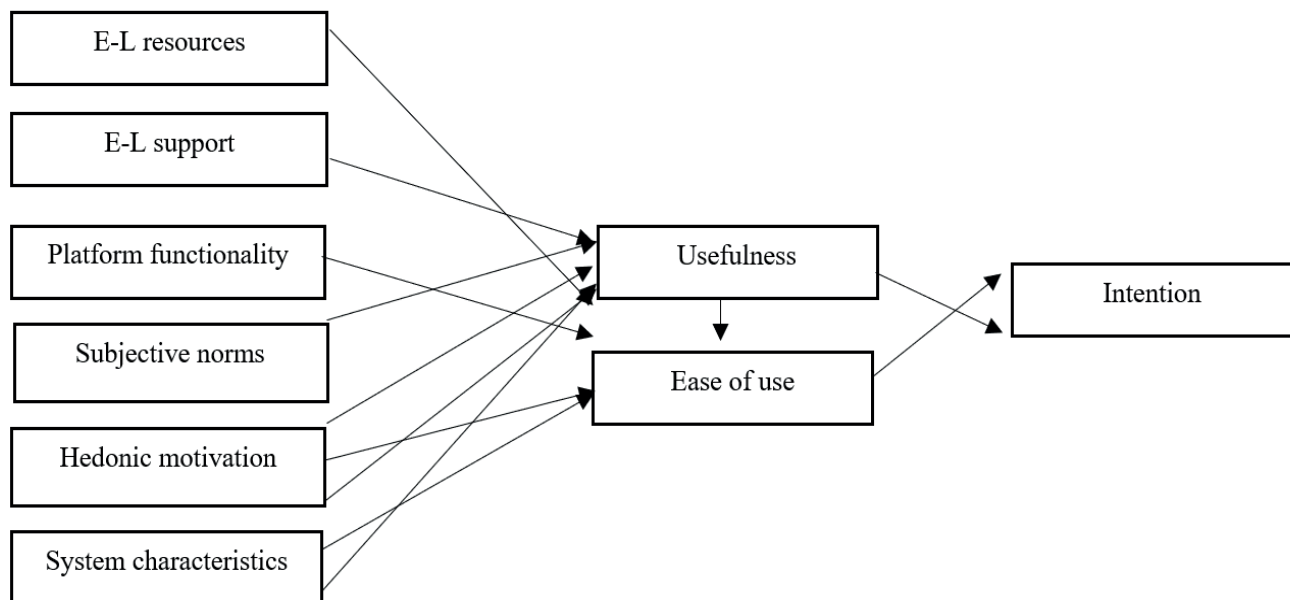 E-L resources
E-L support
Platform functionality
Subjective norms
Hedonic motivation
System characteristics
Usefulness
Ease of use
Intention